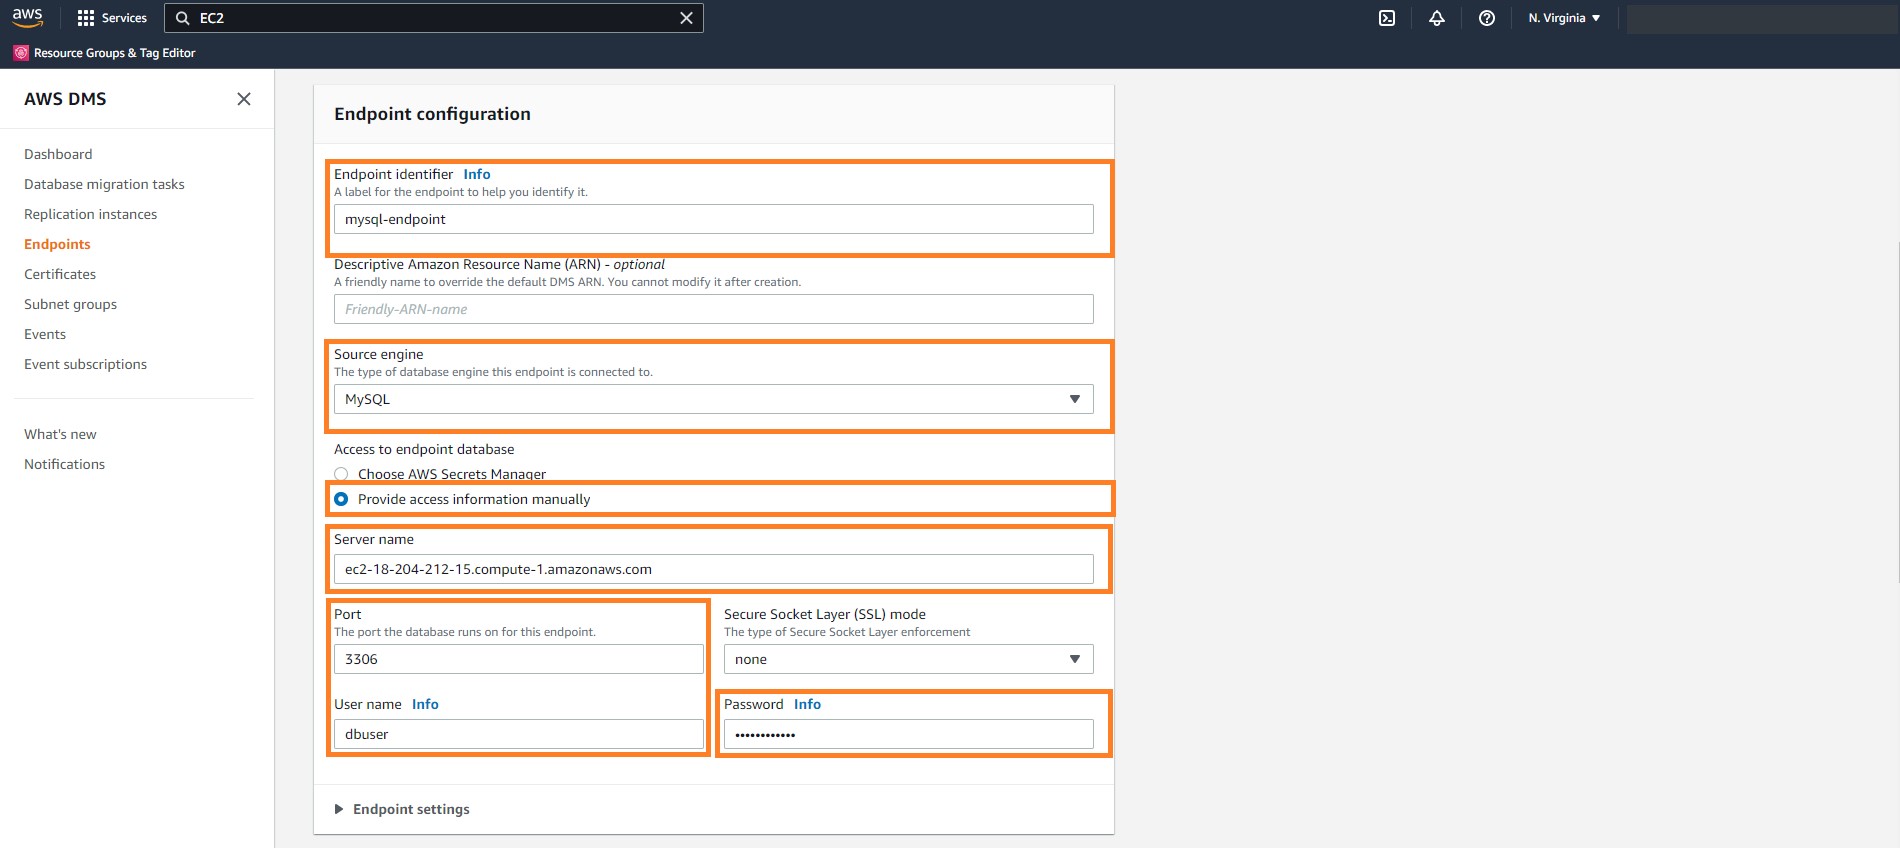 aws Services EC2 N. Virginia
Resource Groups & Tag Editor
AWS DMS
Dashboard
Database migration tasks
Replication instances
Endpoints
Certificates
Subnet groups
Events
Event subscriptions
What's new
Notifications
Endpoint configuration
Endpoint identifier Info
A label for the endpoint to help you identify it.
mysql-endpoint
Descriptive Amazon Resource Name (ARN) - optional
A friendly name to override the default DMS ARN. You cannot modify it after creation.
Friendly-ARN-name
Source engine
The type of database engine this endpoint is connected to.
MySQL
Access to endpoint database
Choose AWS Secrets Manager
Provide access information manually
Server name
ec2-18-204-212-15.compute-1.amazonaws.com
Port
The port the database runs on for this endpoint.
3306
Secure Socket Layer (SSL) mode
The type of Secure Socket Layer enforcement
none
User name Info
dbuser
Password Info
••••••••••••
Endpoint settings